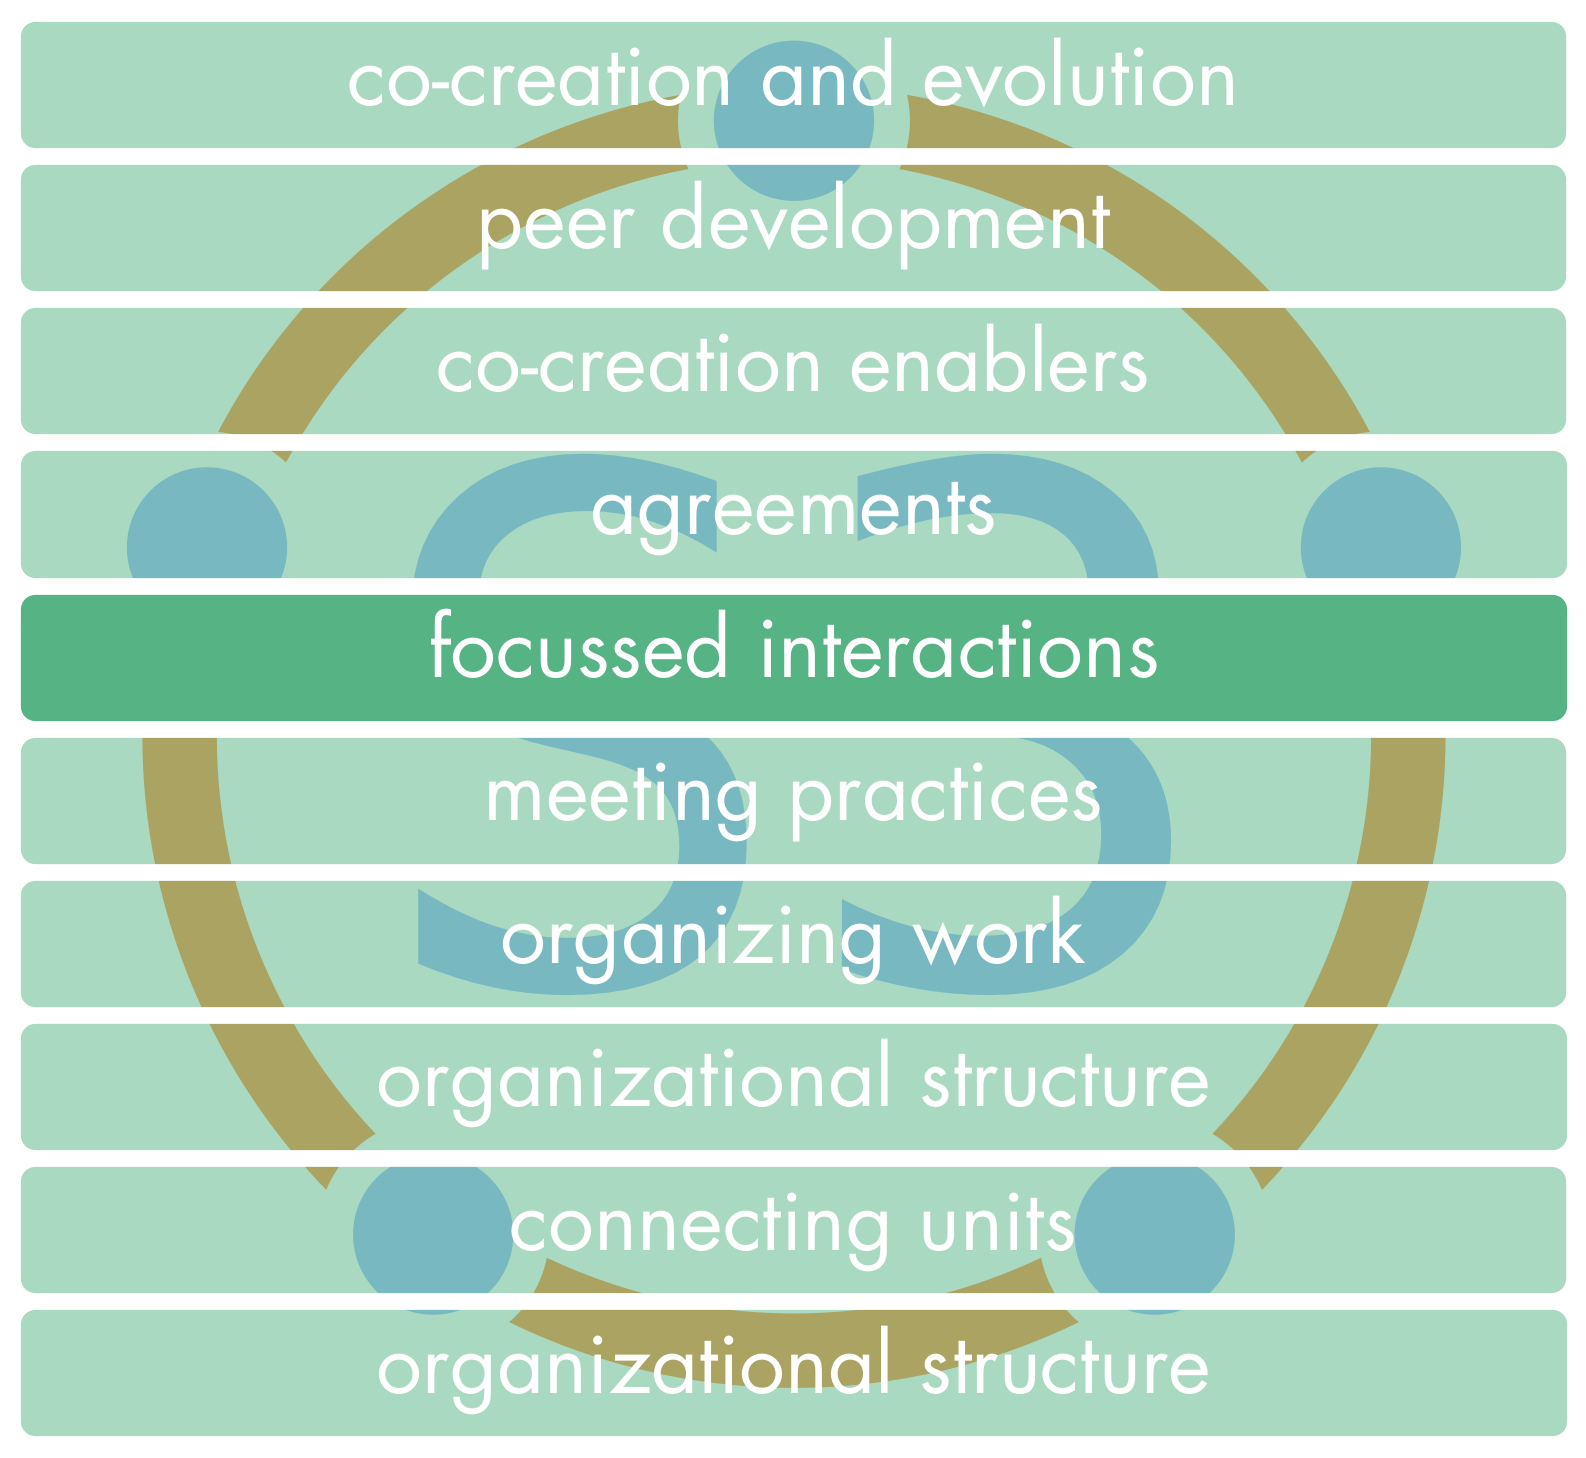 co-creation and evolution
peer development
co-creation enablers
agreements
focussed interactions
meeting practices
organizing work
organizational structure
connecting units
organizational structure
S3